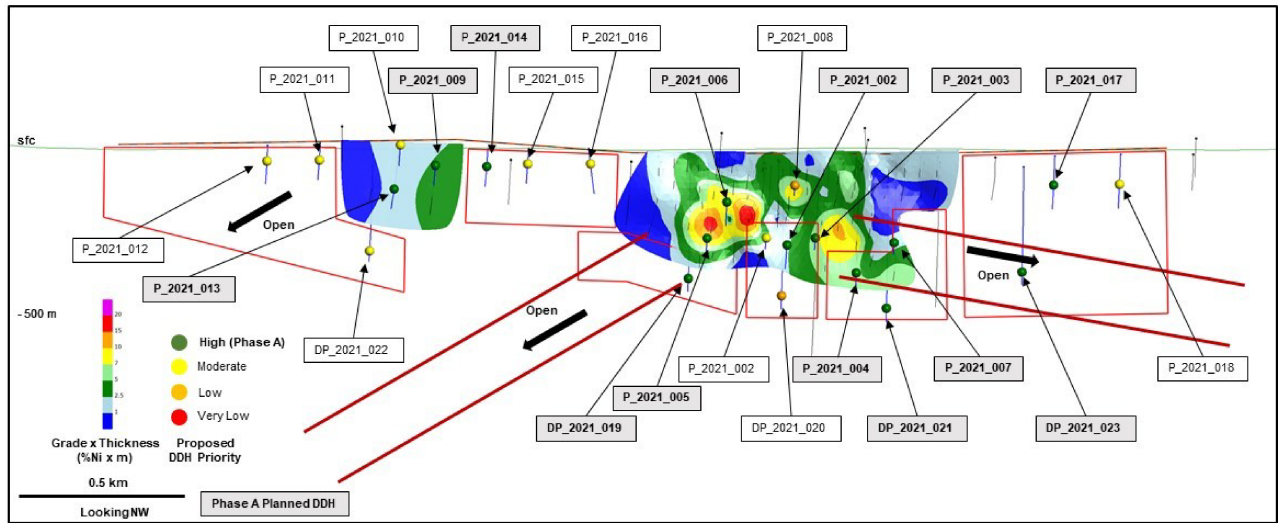 P_2021_010
P_2021_014
P_2021_016
P_2021_008
P_2021_011
P_2021_009
P_2021_015
P_2021_006
P_2021_002
P_2021_003
P_2021_017
sfc
Open
P_2021_012
P_2021_013
Open
- 500 m
Open
DP_2021_022
20
15
10
7
5
2.5
1
High (Phase A)
Moderate
Low
Very Low
P_2021_002
P_2021_004
P_2021_007
P_2021_018
P_2021_005
DP_2021_019
DP_2021_020
DP_2021_021
DP_2021_023
Grade x Thickness
(%Ni x m)
Proposed
DDH Priority
0.5 km
Looking NW
Phase A Planned DDH